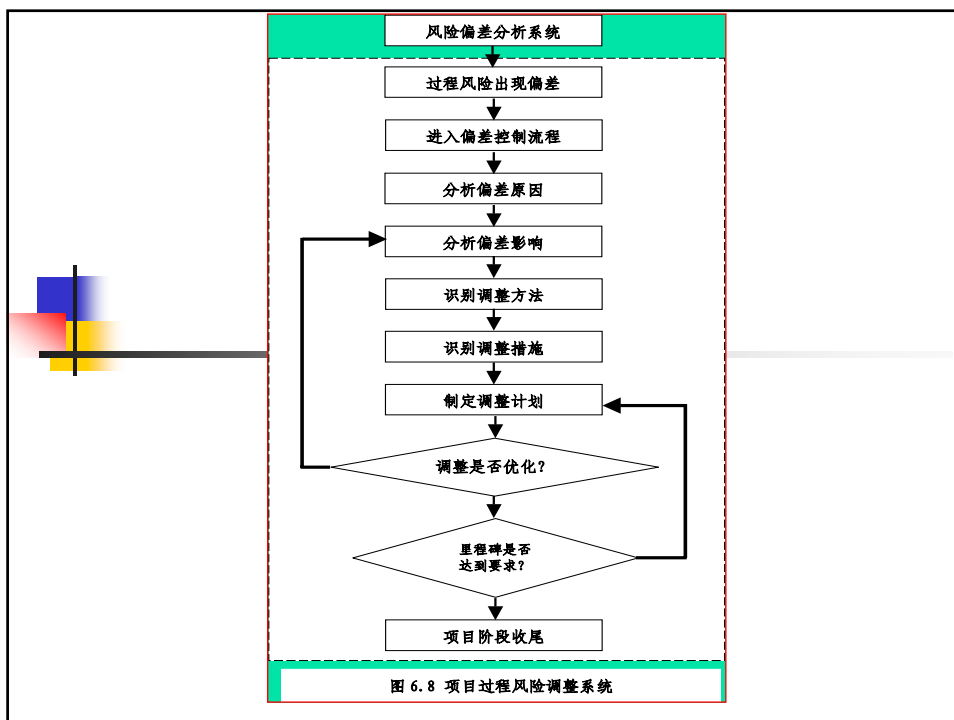 风险偏差分析系统
过程风险出现偏差
进入偏差控制流程
分析偏差原因
分析偏差影响
识别调整方法
识别调整措施
制定调整计划
调整是否优化?
里程碑是否
达到要求?
项目阶段收尾
图 6.8 项目过程风险调整系统